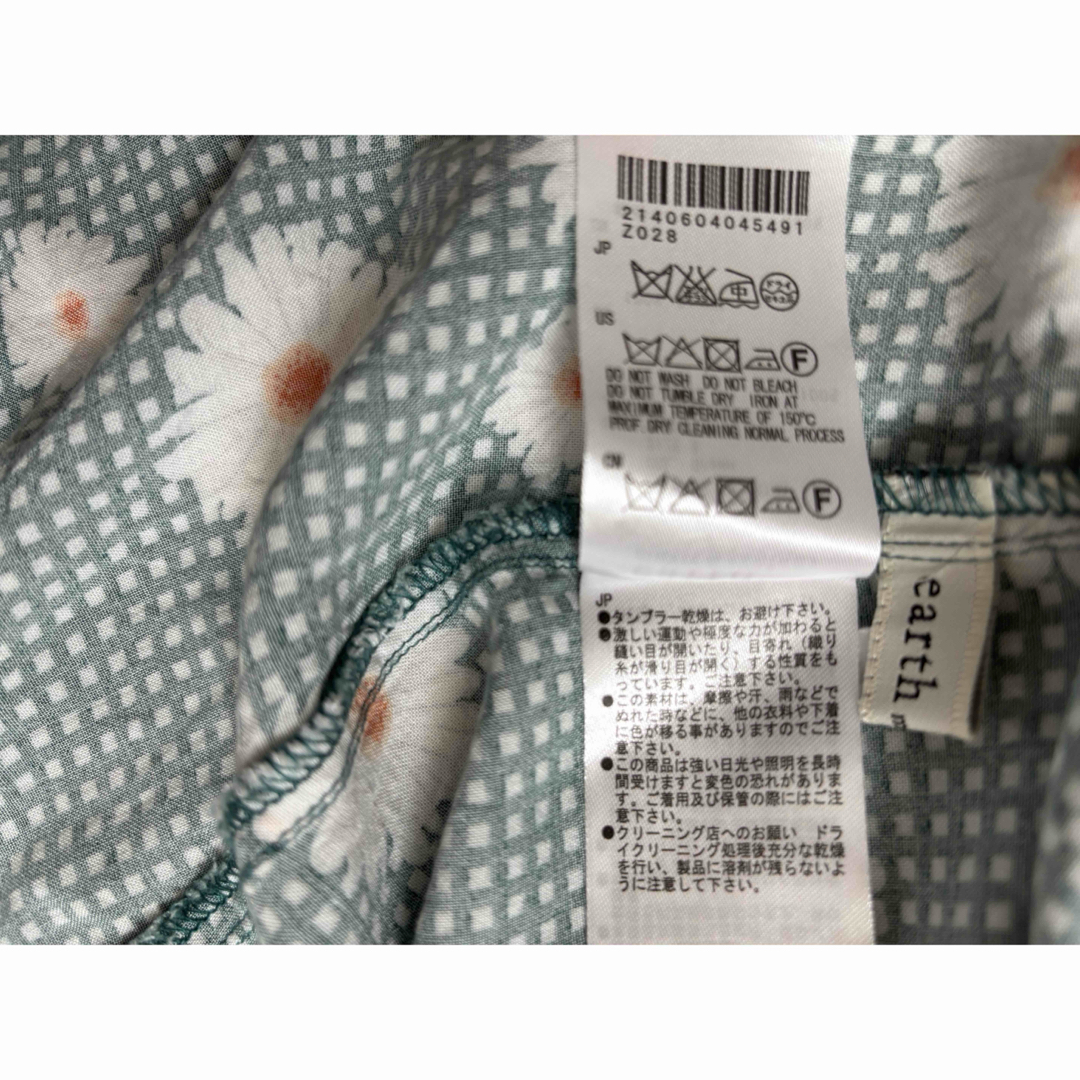 2140604045491
Z028
JP
中
US
F
DO NOT WASH DO NOT BLEACH
DO NOT TUMBLE DRY IRON AT
MAXIMUM TEMPERATURE OF 150℃
PROF.DRY CLEANING NORMAL PROCESS
CN
F
JP
●タンブラー乾燥は、お避け下さい。
●激しい運動や極度な力が加わると
縫い目が開いたり、目寄れ(織り
糸が滑り目が開く)する性質をも
っています。ご注意下さい。
●この素材は、摩擦や汗、雨などで
ぬれた時などに、他の衣料や下着
に色が移る事がありますのでご注
意下さい。
●この商品は強い日光や照明を長時
間受けますと変色の恐れがありま
す。ご着用及び保管の際にはご注
意下さい。
●クリーニング店へのお願い ドラ
イクリーニング処理後充分な乾燥
を行い、製品に溶剤が残らないよ
うに注意して下さい。
earth m